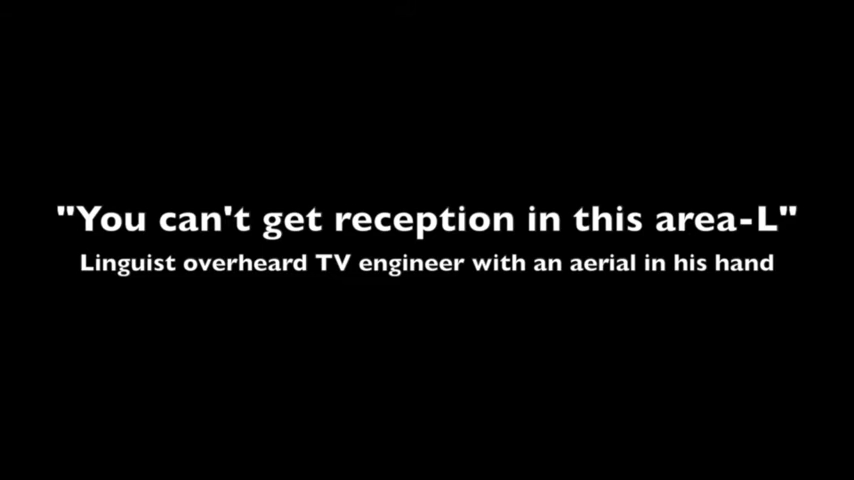 "You can't get reception in this area-L"
Linguist overheard TV engineer with an aerial in his hand